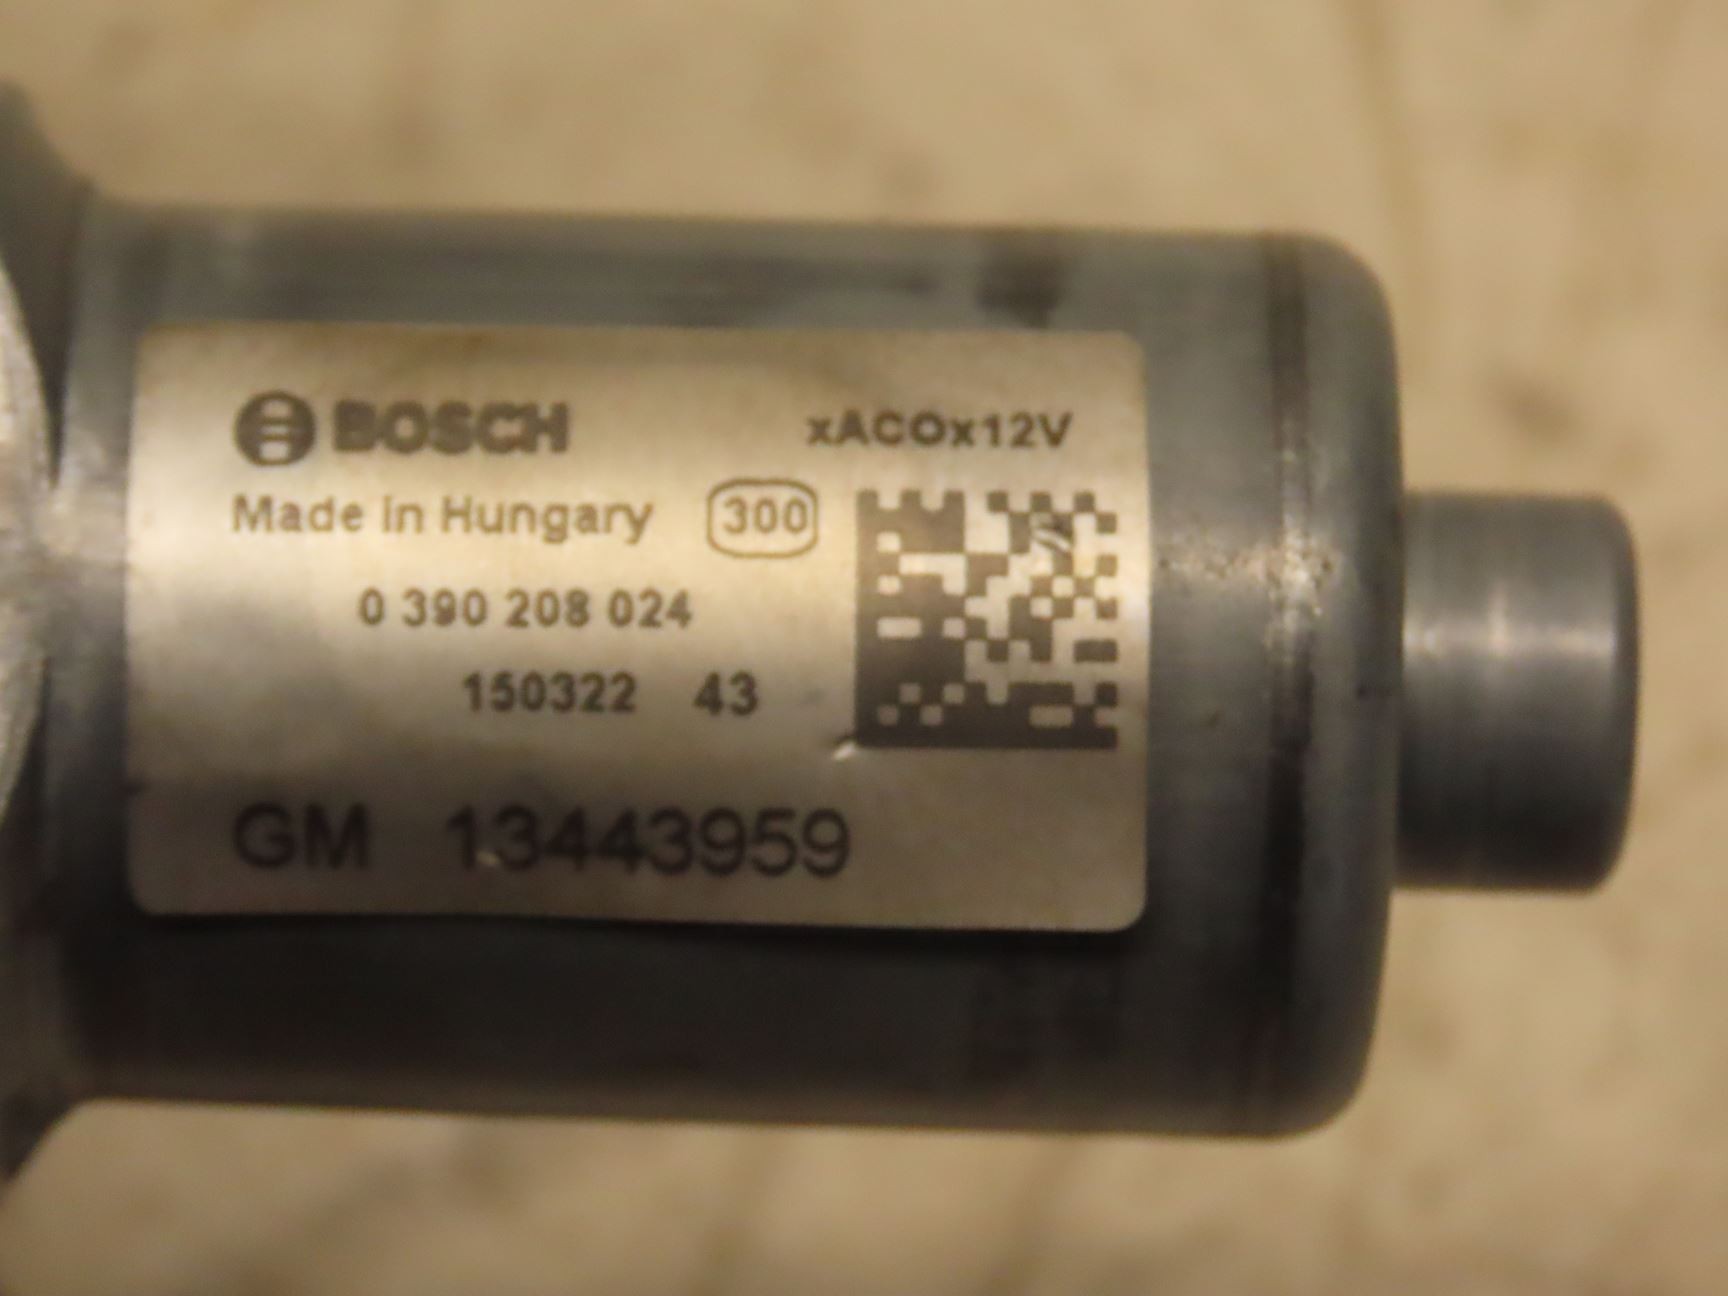 BOSCH xACOx12V
Made in Hungary 300
0 390 208 024
150322 43
GM 13443959